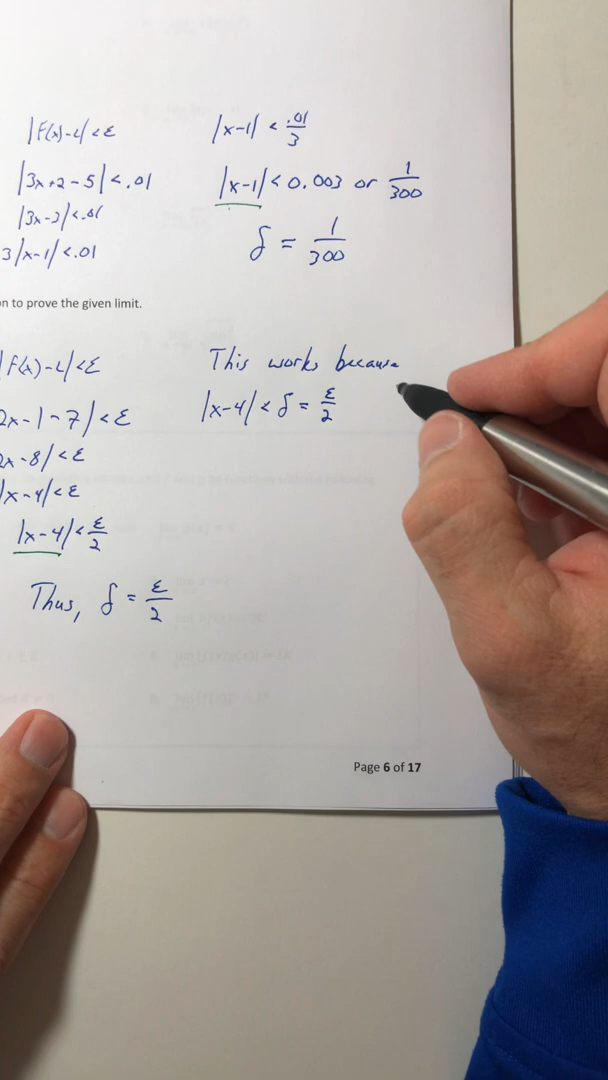 |F(x)-L|<ε
|3x+2-5|<.01
|3x-3|<.01
3|x-1|<.01
|x-1| < .01/3
|x-1| < 0.003 or 1/300
δ = 1/300
on to prove the given limit.
|F(x)-L|<ε
2x-1-7|<ε
2x-8|<ε
|x-4|<ε
|x-4|<ε/2
Thus, δ = ε/2
This works because
|x-4| < δ = ε/2
Page 6 of 17